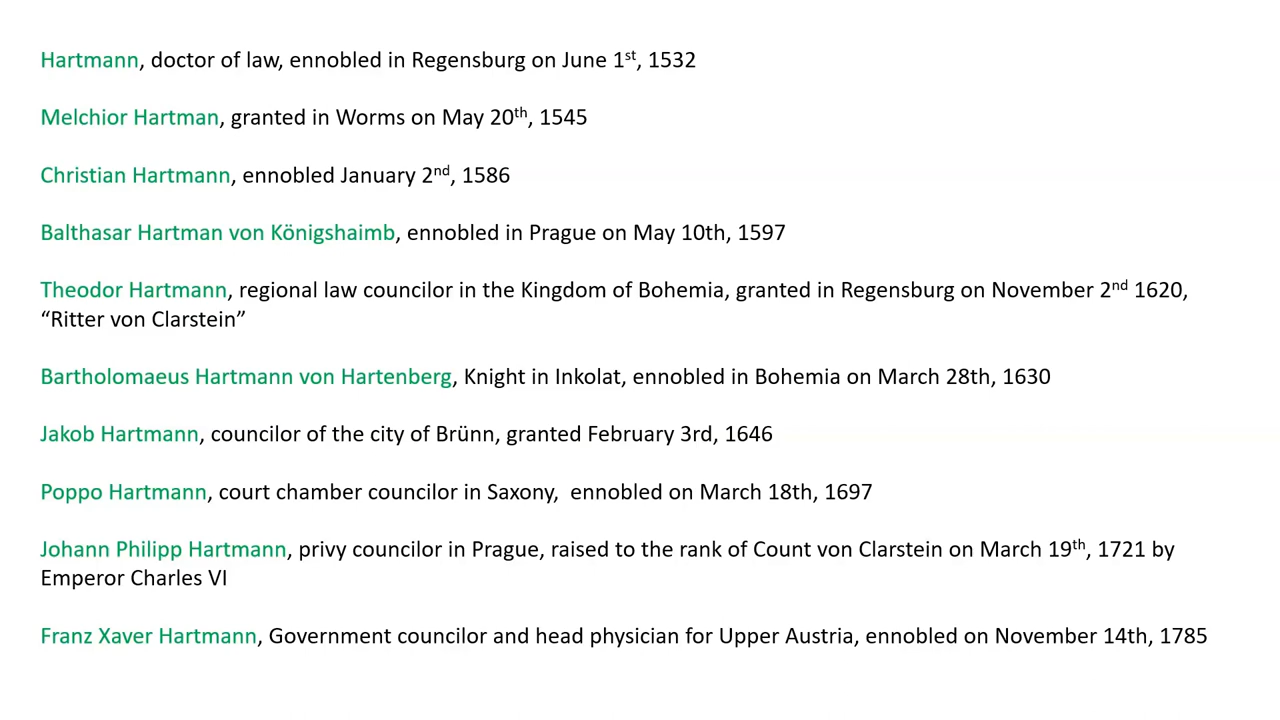 Hartmann, doctor of law, ennobled in Regensburg on June 1st, 1532
Melchior Hartman, granted in Worms on May 20th, 1545
Christian Hartmann, ennobled January 2nd, 1586
Balthasar Hartman von Königshaimb, ennobled in Prague on May 10th, 1597
Theodor Hartmann, regional law councilor in the Kingdom of Bohemia, granted in Regensburg on November 2nd 1620,
“Ritter von Clarstein”
Bartholomaeus Hartmann von Hartenberg, Knight in Inkolat, ennobled in Bohemia on March 28th, 1630
Jakob Hartmann, councilor of the city of Brünn, granted February 3rd, 1646
Poppo Hartmann, court chamber councilor in Saxony,  ennobled on March 18th, 1697
Johann Philipp Hartmann, privy councilor in Prague, raised to the rank of Count von Clarstein on March 19th, 1721 by
Emperor Charles VI
Franz Xaver Hartmann, Government councilor and head physician for Upper Austria, ennobled on November 14th, 1785